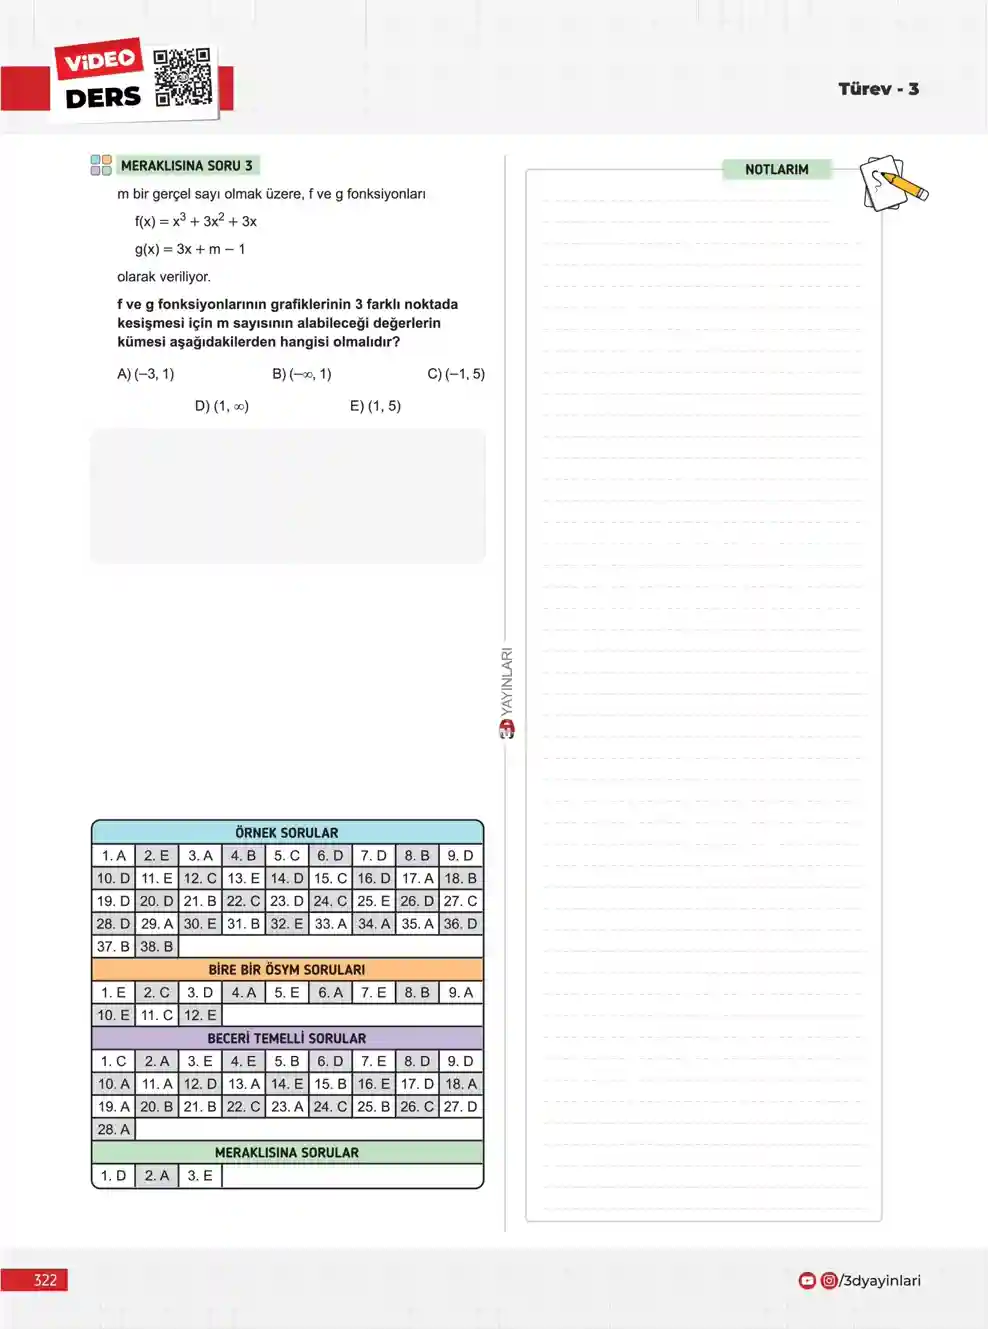 VİDEO
DERS
Türev - 3
MERAKLISINA SORU 3
m bir gerçel sayı olmak üzere, f ve g fonksiyonları
f(x) = x³ + 3x² + 3x
g(x) = 3x + m − 1
olarak veriliyor.
f ve g fonksiyonlarının grafiklerinin 3 farklı noktada
kesişmesi için m sayısının alabileceği değerlerin
kümesi aşağıdakilerden hangisi olmalıdır?
A) (−3, 1) B) (−∞, 1) C) (−1, 5)
D) (1, ∞) E) (1, 5)
NOTLARIM
3D YAYINLARI
ÖRNEK SORULAR
1. A 2. E 3. A 4. B 5. C 6. D 7. D 8. B 9. D
10. D 11. E 12. C 13. E 14. D 15. C 16. D 17. A 18. B
19. D 20. D 21. B 22. C 23. D 24. C 25. E 26. D 27. C
28. D 29. A 30. E 31. B 32. E 33. A 34. A 35. A 36. D
37. B 38. B
BİRE BİR ÖSYM SORULARI
1. E 2. C 3. D 4. A 5. E 6. A 7. E 8. B 9. A
10. E 11. C 12. E
BECERİ TEMELLİ SORULAR
1. C 2. A 3. E 4. E 5. B 6. D 7. E 8. D 9. D
10. A 11. A 12. D 13. A 14. E 15. B 16. E 17. D 18. A
19. A 20. B 21. B 22. C 23. A 24. C 25. B 26. C 27. D
28. A
MERAKLISINA SORULAR
1. D 2. A 3. E
322
/3dyayinlari